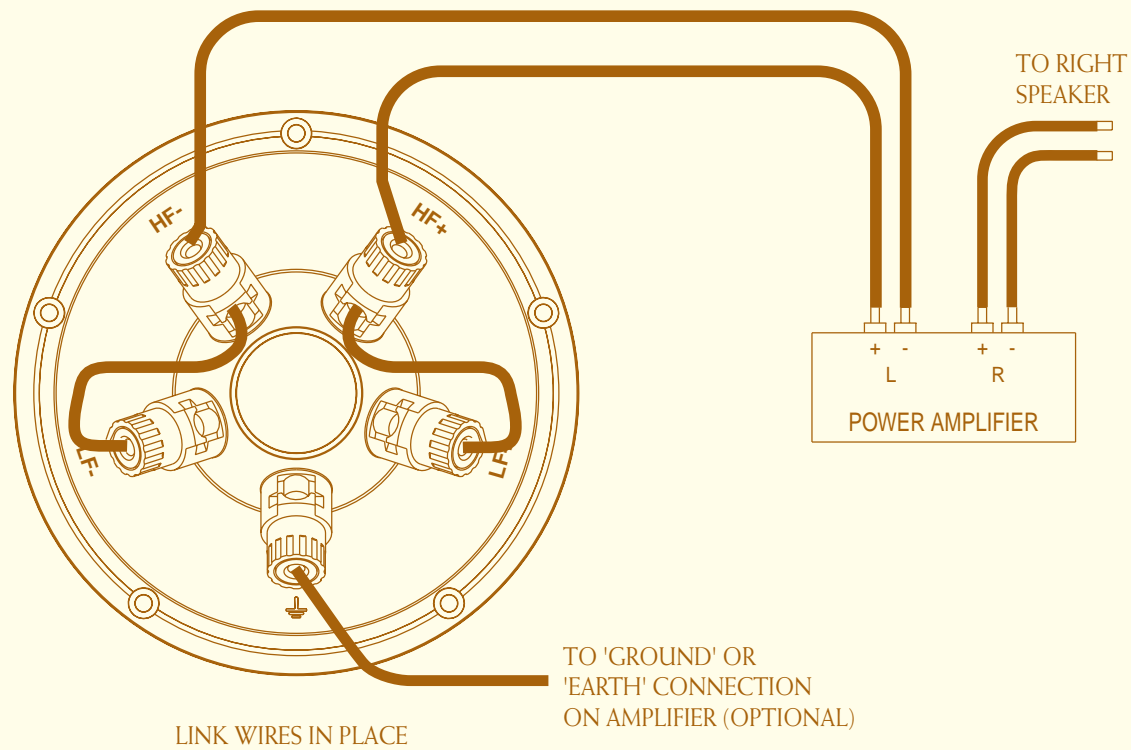 TO RIGHT
SPEAKER
HF-
HF+
+ - + -
L R
POWER AMPLIFIER
LF-
LF
TO 'GROUND' OR
'EARTH' CONNECTION
ON AMPLIFIER (OPTIONAL)
LINK WIRES IN PLACE